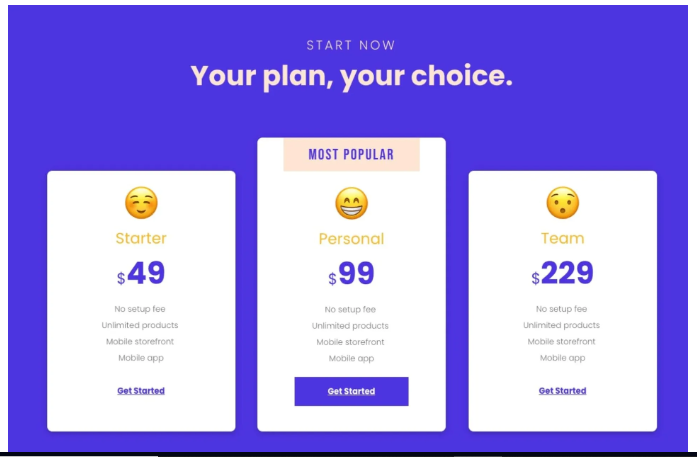 START NOW
Your plan, your choice.
Starter
$49
No setup fee
Unlimited products
Mobile storefront
Mobile app
Get Started
MOST POPULAR
Personal
$99
No setup fee
Unlimited products
Mobile storefront
Mobile app
Get Started
Team
$229
No setup fee
Unlimited products
Mobile storefront
Mobile app
Get Started